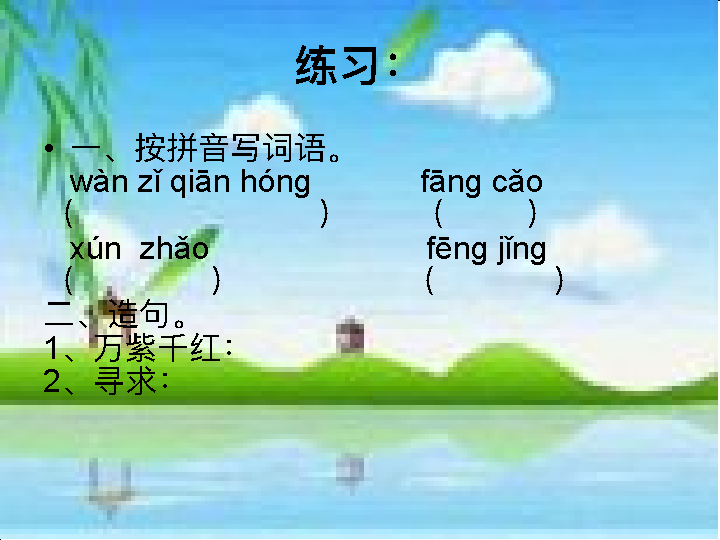 练习：
• 一、按拼音写词语。
wàn zǐ qiān hóng fāng cǎo
( ) ( )
xún zhǎo fēng jǐng
( ) ( )
二、造句。
1、万紫千红：
2、寻求：